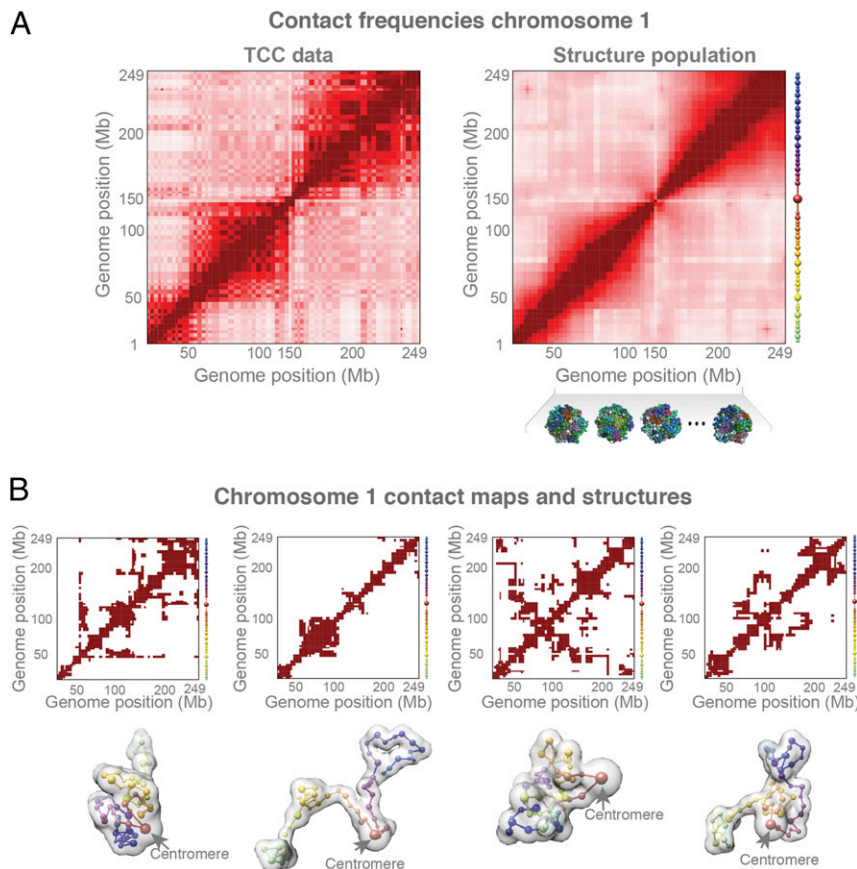 A
Contact frequencies chromosome 1
TCC data
Structure population
Genome position (Mb)
249
200
150
100
50
1
50
100
150
200
249
Genome position (Mb)
Genome position (Mb)
249
200
150
100
50
1
50
100
150
200
249
Genome position (Mb)
B
Chromosome 1 contact maps and structures
Genome position (Mb)
249
200
100
50
50
100
200
249
Genome position (Mb)
Genome position (Mb)
249
200
100
50
50
100
200
249
Genome position (Mb)
Genome position (Mb)
249
200
100
50
50
100
200
249
Genome position (Mb)
Genome position (Mb)
249
200
100
50
50
100
200
249
Genome position (Mb)
Centromere
Centromere
Centromere
Centromere